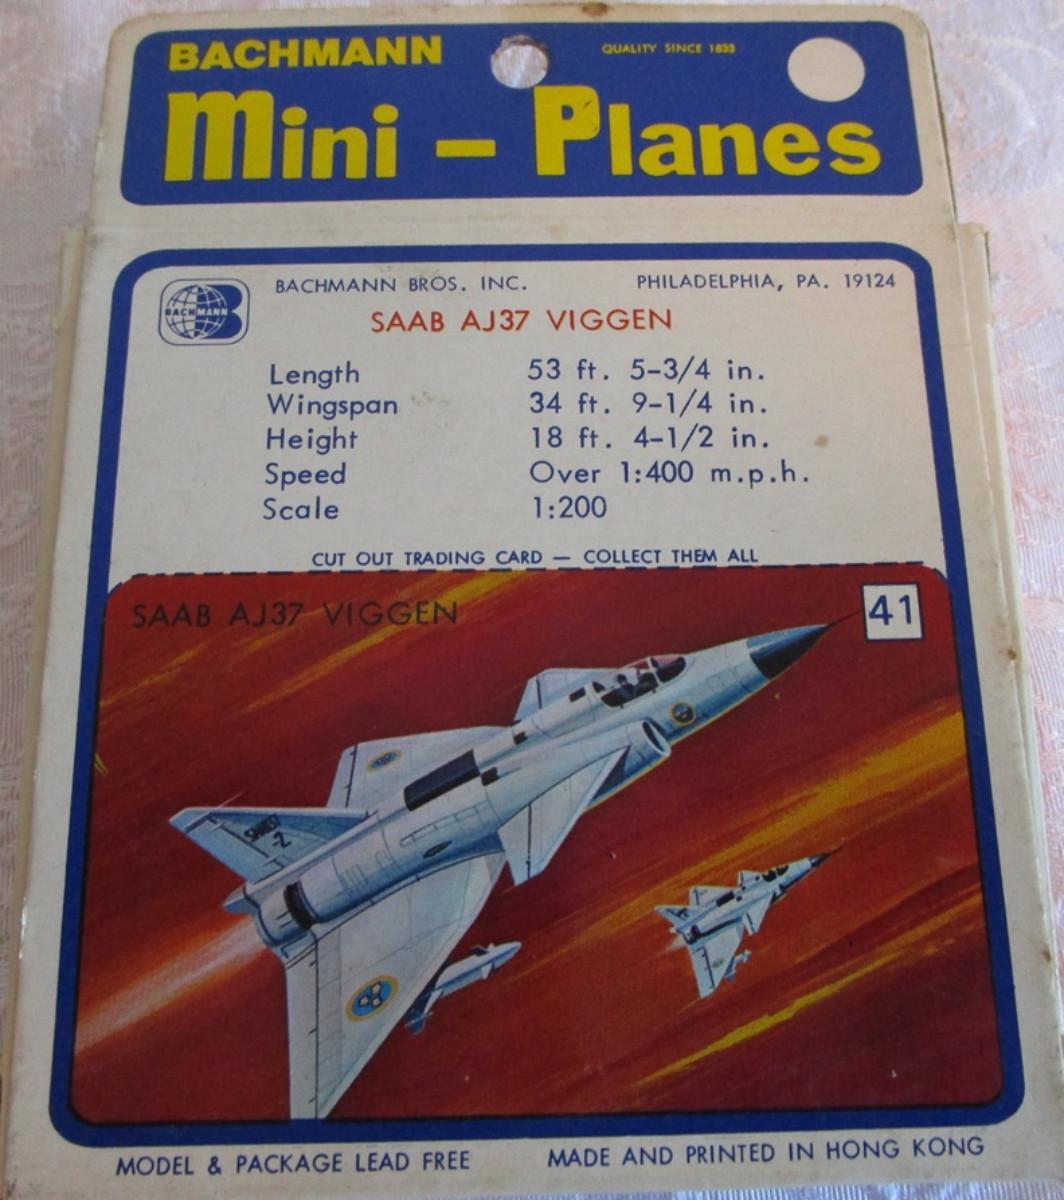 BACHMANN
QUALITY SINCE 1833
Mini - Planes
BACHMANN
BACHMANN BROS. INC. PHILADELPHIA, PA. 19124
SAAB AJ37 VIGGEN
Length 53 ft. 5-3/4 in.
Wingspan 34 ft. 9-1/4 in.
Height 18 ft. 4-1/2 in.
Speed Over 1:400 m.p.h.
Scale 1:200
CUT OUT TRADING CARD — COLLECT THEM ALL
SAAB AJ37 VIGGEN
41
MODEL & PACKAGE LEAD FREE
MADE AND PRINTED IN HONG KONG